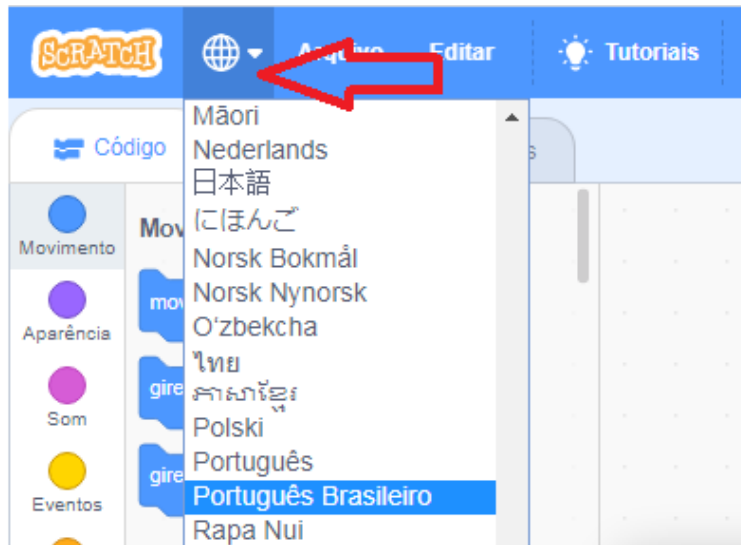 SCRATCH
Arquivo Editar Tutoriais
Código
s
Māori
Nederlands
日本語
にほんご
Norsk Bokmål
Norsk Nynorsk
Oʻzbekcha
ไทย
ភាសាខ្មែរ
Polski
Português
Português Brasileiro
Rapa Nui
Movimento
Aparência
Som
Eventos
Mov
mov
gire
gire